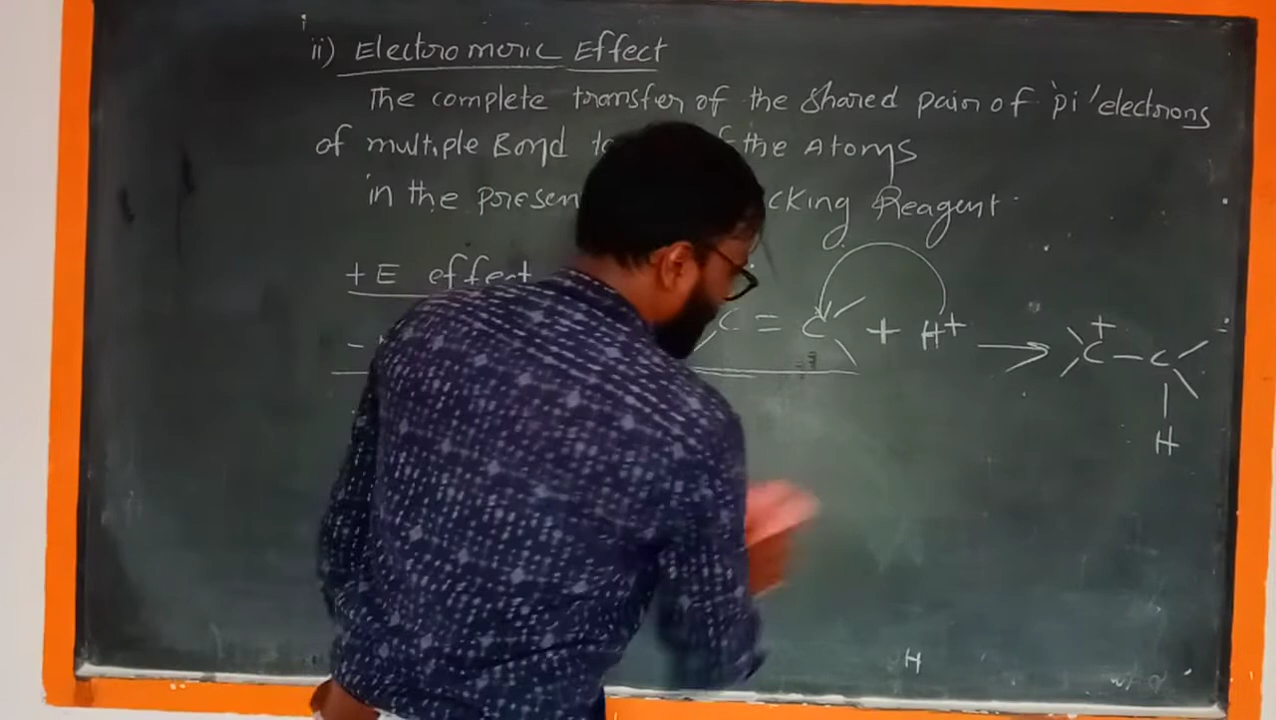 ii) Electromeric Effect
The complete transfer of the shared pair of 'pi' electrons
of multiple Bond of the Atoms
in the presen cking Reagent
+E effect
C = C + H+ → C+ - C
H
H